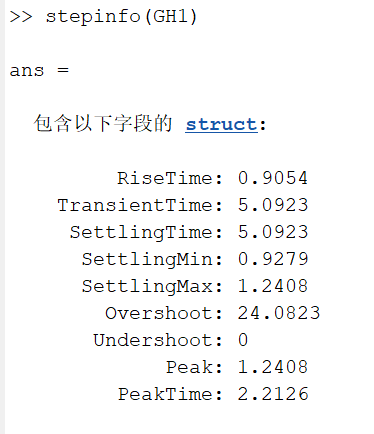 >> stepinfo(GH1)
ans =
包含以下字段的 struct:
RiseTime: 0.9054
TransientTime: 5.0923
SettlingTime: 5.0923
SettlingMin: 0.9279
SettlingMax: 1.2408
Overshoot: 24.0823
Undershoot: 0
Peak: 1.2408
PeakTime: 2.2126